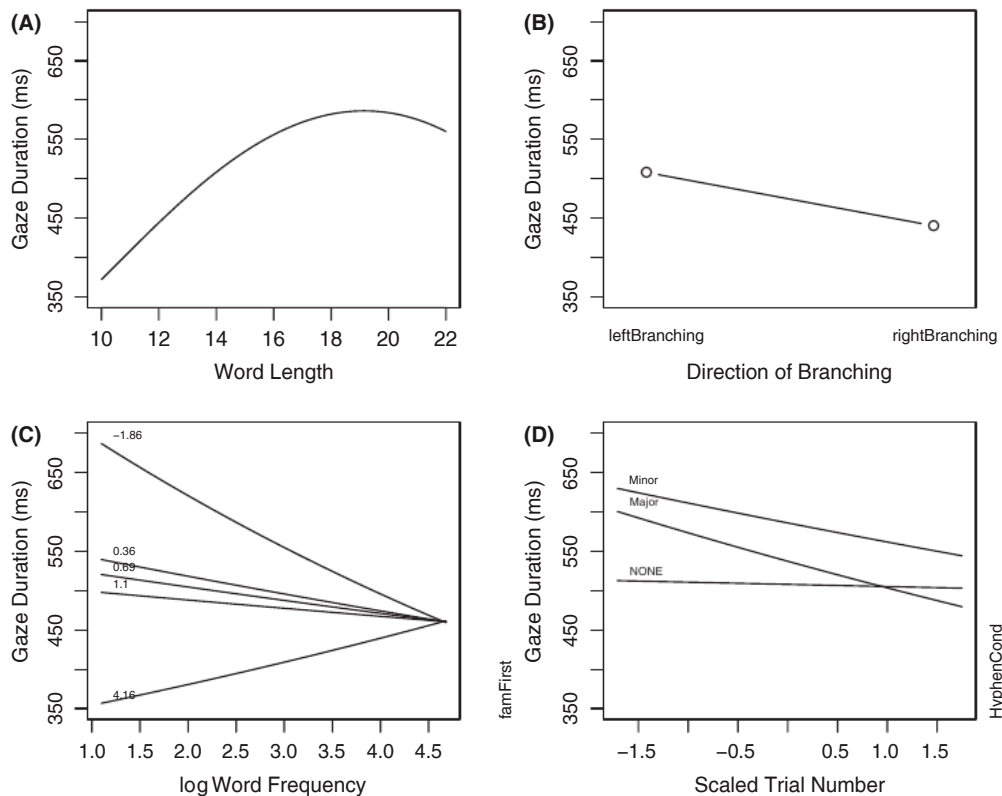 (A)
Gaze Duration (ms)
650
550
450
350
10 12 14 16 18 20 22
Word Length
(B)
Gaze Duration (ms)
650
550
450
350
leftBranching rightBranching
Direction of Branching
(C)
Gaze Duration (ms)
650
550
450
350
−1.86
0.36
0.69
1.1
4.16
1.0 1.5 2.0 2.5 3.0 3.5 4.0 4.5
log Word Frequency
famFirst
(D)
Gaze Duration (ms)
650
550
450
350
Minor
Major
NONE
−1.5 −0.5 0.5 1.0 1.5
Scaled Trial Number
HyphenCond